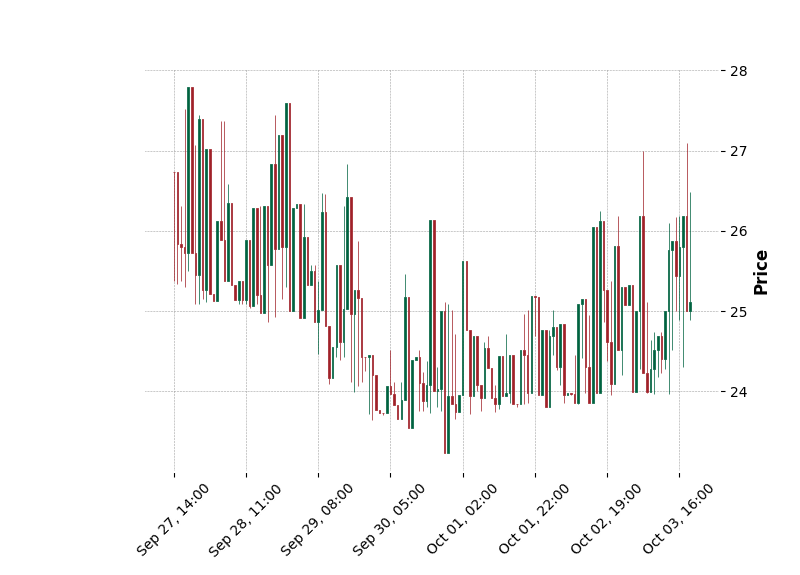 28
27
26
25
24
Price
Sep 27, 14:00
Sep 28, 11:00
Sep 29, 08:00
Sep 30, 05:00
Oct 01, 02:00
Oct 01, 22:00
Oct 02, 19:00
Oct 03, 16:00